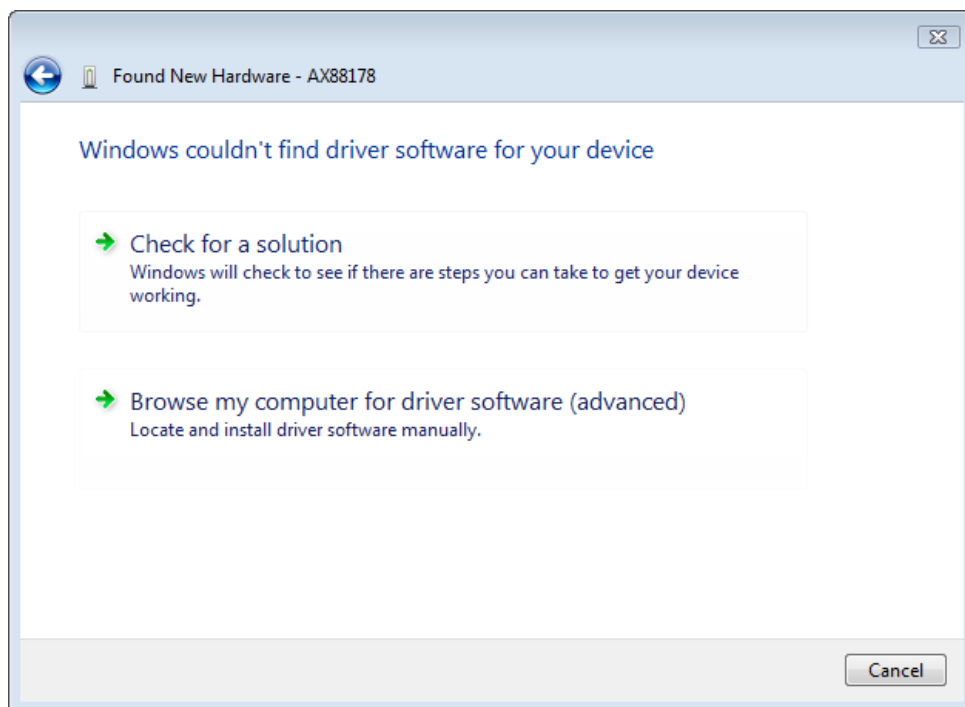 Found New Hardware - AX88178
Windows couldn't find driver software for your device
Check for a solution
Windows will check to see if there are steps you can take to get your device
working.
Browse my computer for driver software (advanced)
Locate and install driver software manually.
Cancel